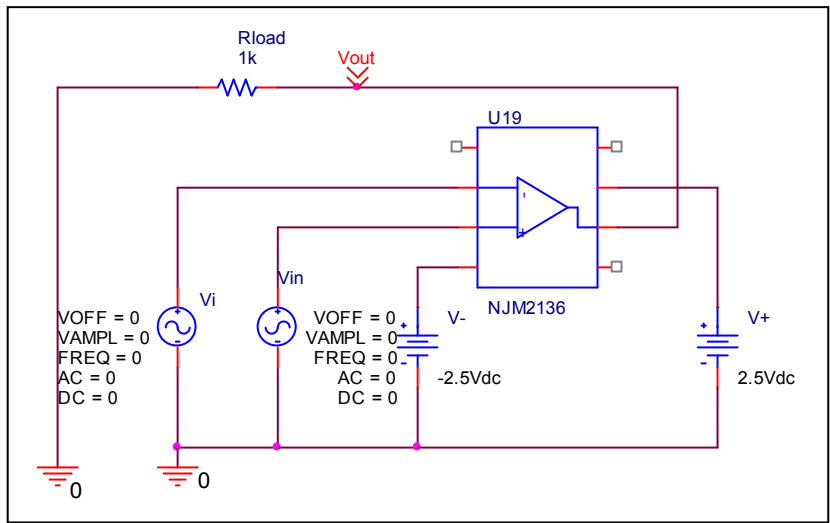 Rload
1k
Vout
U19
-
+
NJM2136
Vi
VOFF = 0
VAMPL = 0
FREQ = 0
AC = 0
DC = 0
+
-
Vin
VOFF = 0
VAMPL = 0
FREQ = 0
AC = 0
DC = 0
+
-
V-
+
-
-2.5Vdc
V+
+
-
2.5Vdc
0
0